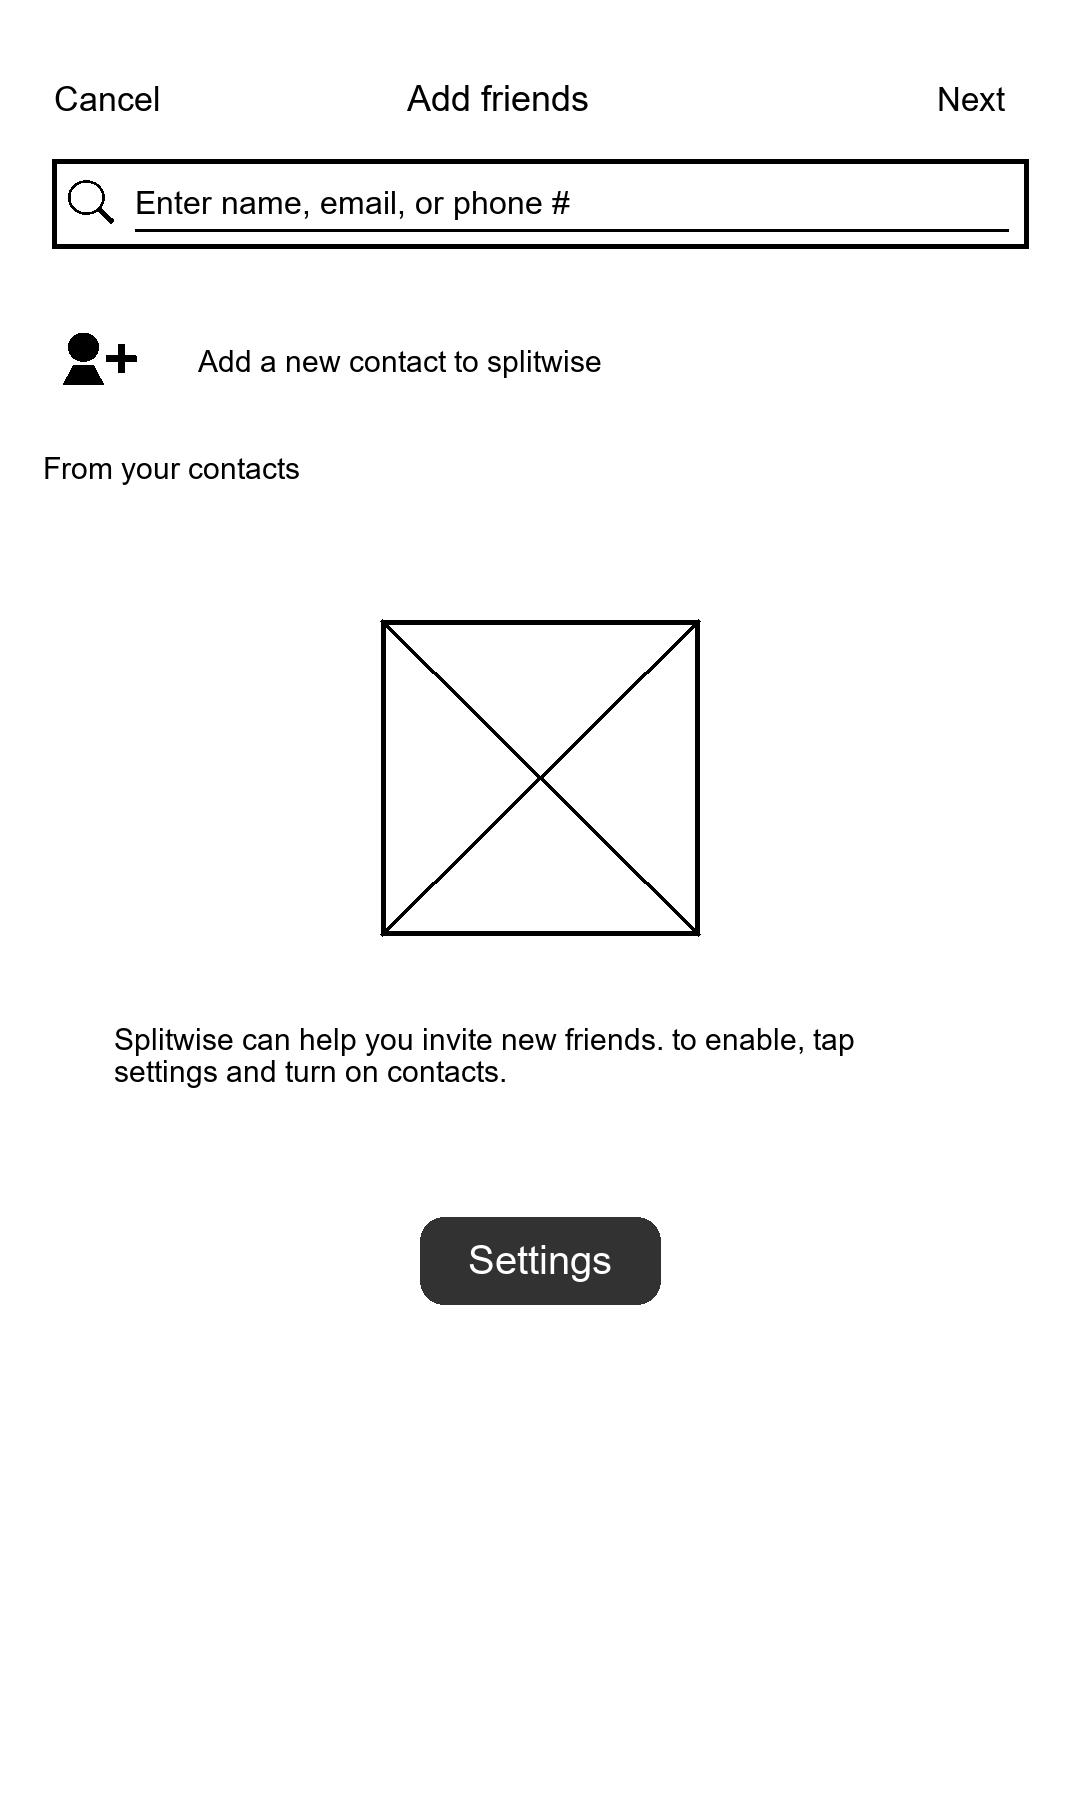 Cancel Add friends Next
Enter name, email, or phone #
Add a new contact to splitwise
From your contacts
Splitwise can help you invite new friends. to enable, tap
settings and turn on contacts.
Settings